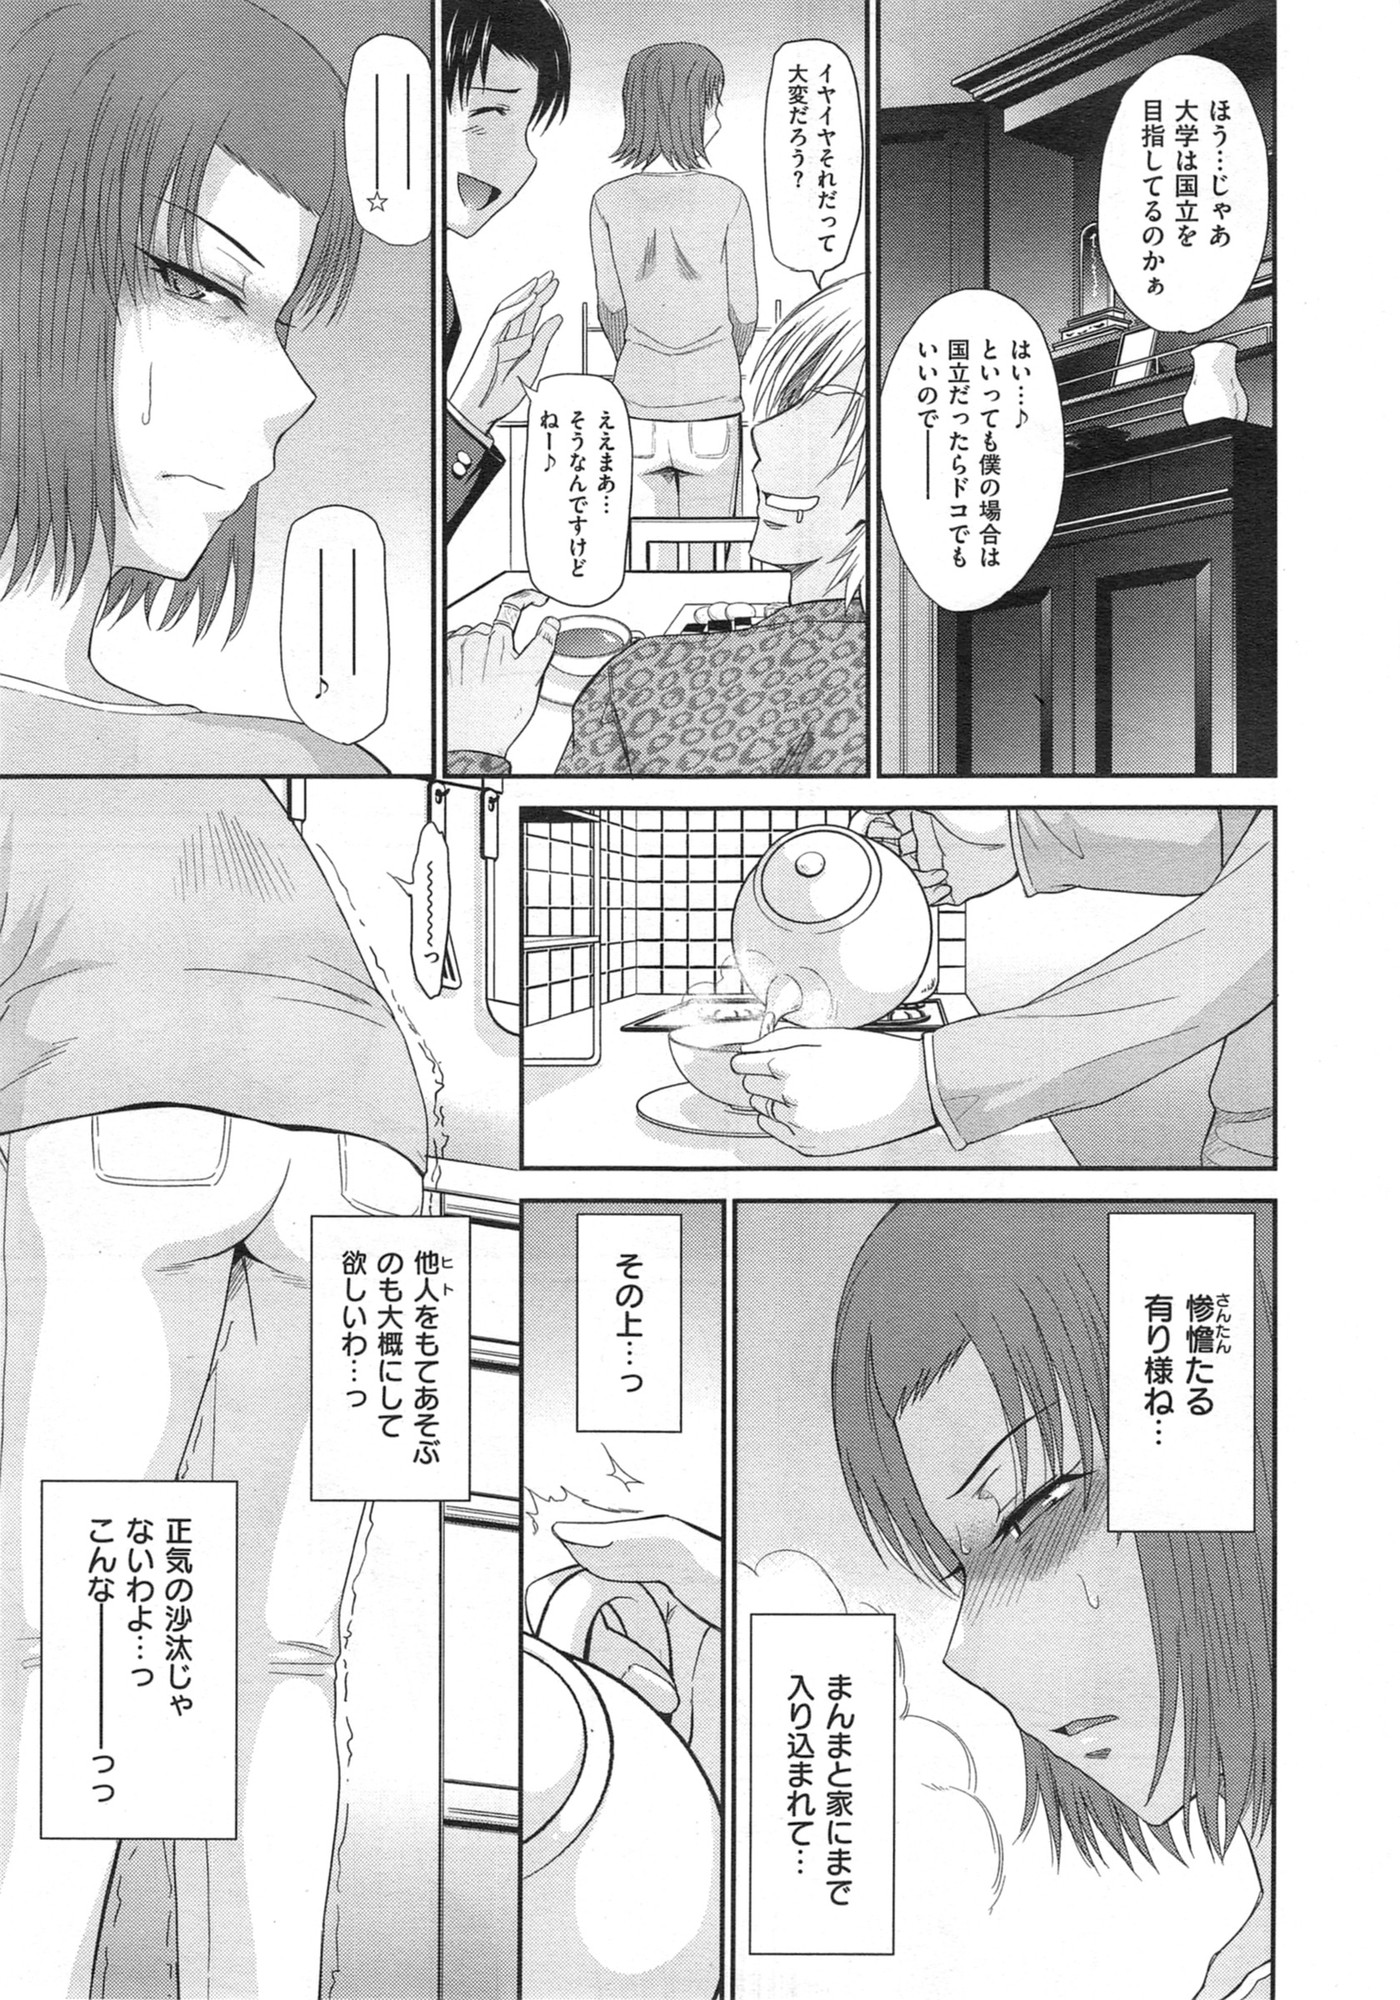 ほう…じゃあ
大学は国立を
目指してるのかぁ
はい…♪
といっても僕の場合は
国立だったらドコでも
いいので───
イヤイヤそれだって
大変だろう?
ええまあ…
そうなんですけど
ねー♪
───
───☆
───
───♪
〜〜〜〜っ
惨憺たる
さんたん
有り様ね…
まんまと家にまで
入り込まれて…
その上…っ
他人をもてあそぶ
ヒト
のも大概にして
欲しいわ…っ
正気の沙汰じゃ
ないわよ…っ
こんな────っっ